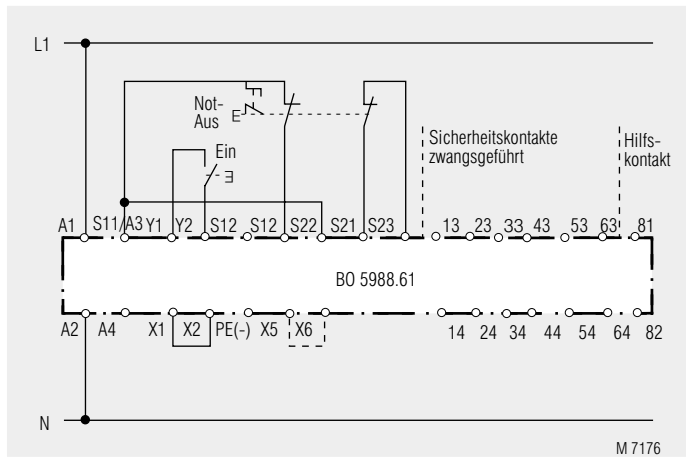 L1
Not-
Aus
E
Ein
E
Sicherheitskontakte
zwangsgeführt
Hilfs-
kontakt
A1 S11/A3 Y1 Y2 S12 S12 S22 S21 S23 13 23 33 43 53 63 81
BO 5988.61
A2 A4 X1 X2 PE(-) X5 X6 14 24 34 44 54 64 82
N
M 7176